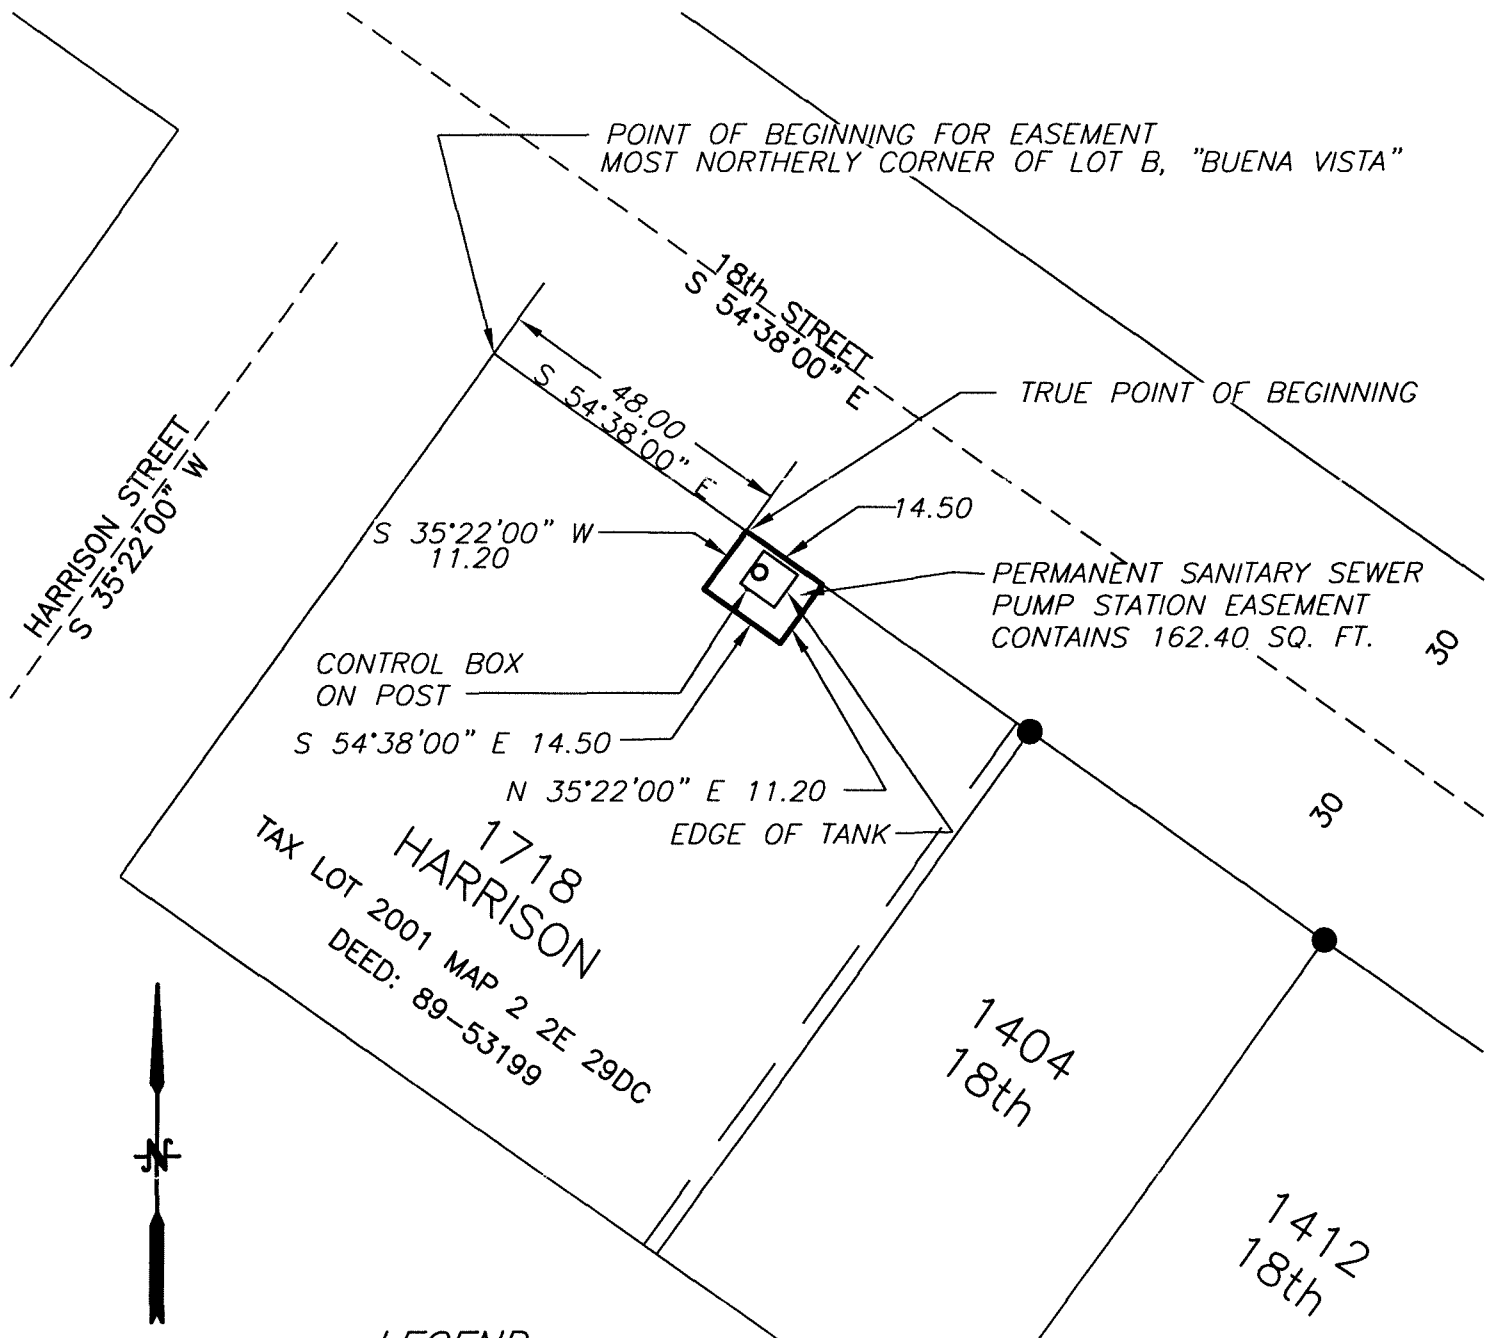 POINT OF BEGINNING FOR EASEMENT
MOST NORTHERLY CORNER OF LOT B, "BUENA VISTA"
18th STREET
S 54°38'00" E
48.00
S 54°38'00" E
TRUE POINT OF BEGINNING
HARRISON STREET
S 35°22'00" W
S 35°22'00" W
11.20
14.50
PERMANENT SANITARY SEWER
PUMP STATION EASEMENT
CONTAINS 162.40 SQ. FT.
30
CONTROL BOX
ON POST
S 54°38'00" E 14.50
N 35°22'00" E 11.20
EDGE OF TANK
30
1718
HARRISON
TAX LOT 2001 MAP 2 2E 29DC
DEED: 89-53199
1404
18th
N
1412
18th
LEGEND